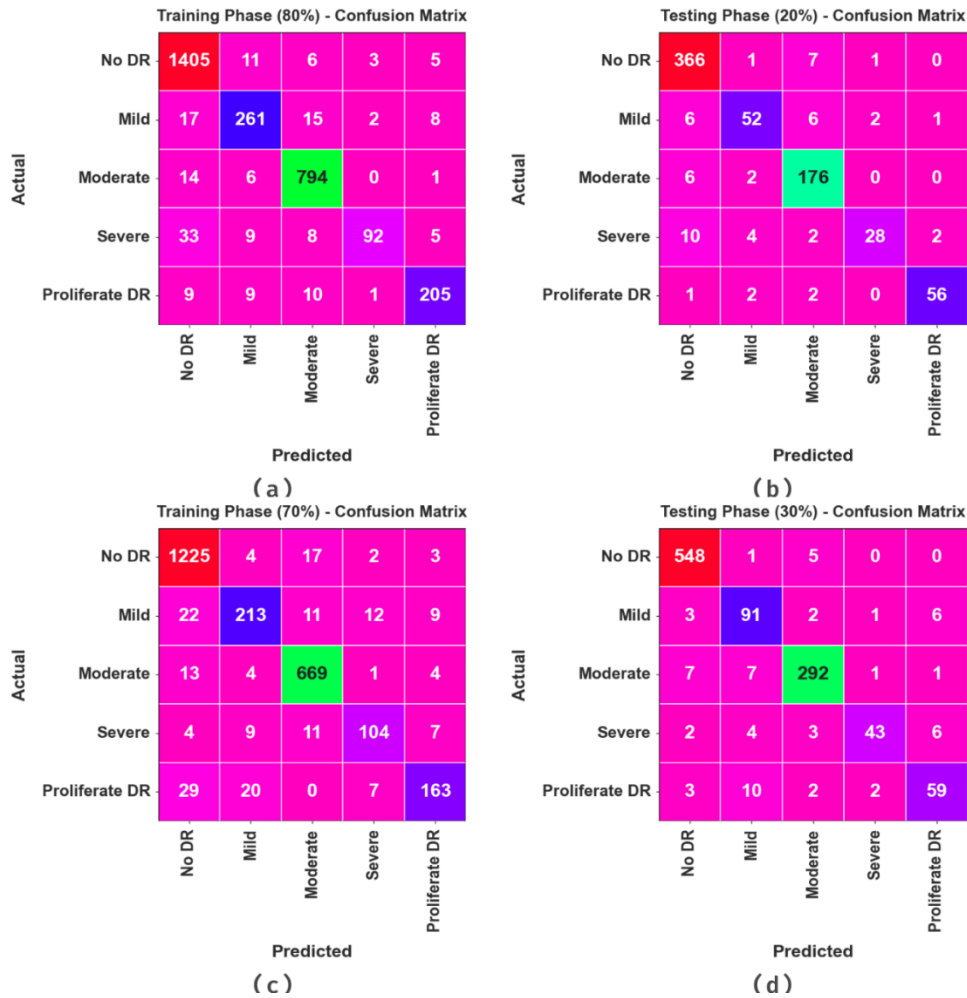 Training Phase (80%) - Confusion Matrix
No DR 1405 11 6 3 5
Mild 17 261 15 2 8
Moderate 14 6 794 0 1
Severe 33 9 8 92 5
Proliferate DR 9 9 10 1 205
Actual
No DR Mild Moderate Severe Proliferate DR
Predicted
(a)
Testing Phase (20%) - Confusion Matrix
No DR 366 1 7 1 0
Mild 6 52 6 2 1
Moderate 6 2 176 0 0
Severe 10 4 2 28 2
Proliferate DR 1 2 2 0 56
Actual
No DR Mild Moderate Severe Proliferate DR
Predicted
(b)
Training Phase (70%) - Confusion Matrix
No DR 1225 4 17 2 3
Mild 22 213 11 12 9
Moderate 13 4 669 1 4
Severe 4 9 11 104 7
Proliferate DR 29 20 0 7 163
Actual
No DR Mild Moderate Severe Proliferate DR
Predicted
(c)
Testing Phase (30%) - Confusion Matrix
No DR 548 1 5 0 0
Mild 3 91 2 1 6
Moderate 7 7 292 1 1
Severe 2 4 3 43 6
Proliferate DR 3 10 2 2 59
Actual
No DR Mild Moderate Severe Proliferate DR
Predicted
(d)